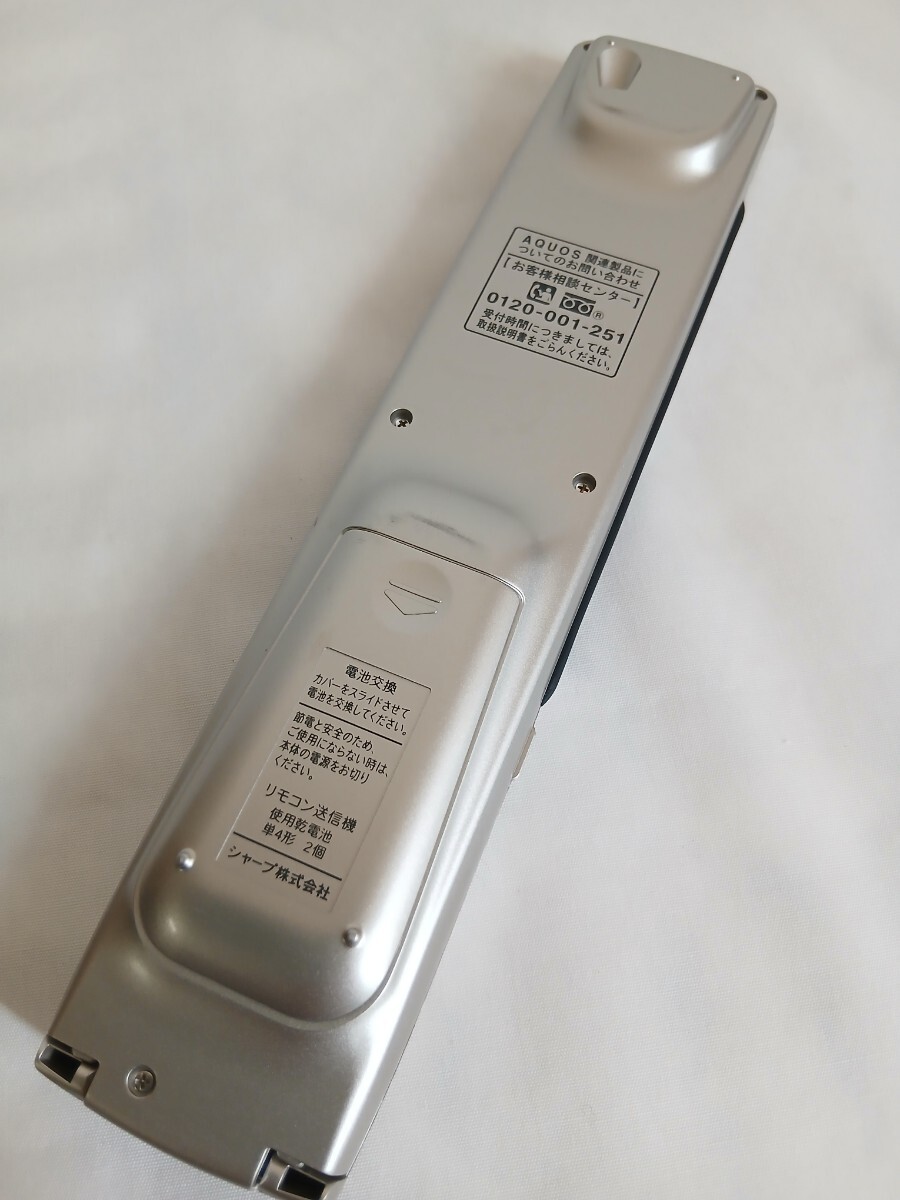 AQUOS 関連製品に
ついてのお問い合わせ
【お客様相談センター】
®
0120-001-251
受付時間につきましては、
取扱説明書をごらんください。
電池交換
カバーをスライドさせて
電池を交換してください。
節電と安全のため、
ご使用にならない時は、
本体の電源をお切り
ください。
リモコン送信機
使用乾電池
単4形 2個
シャープ株式会社